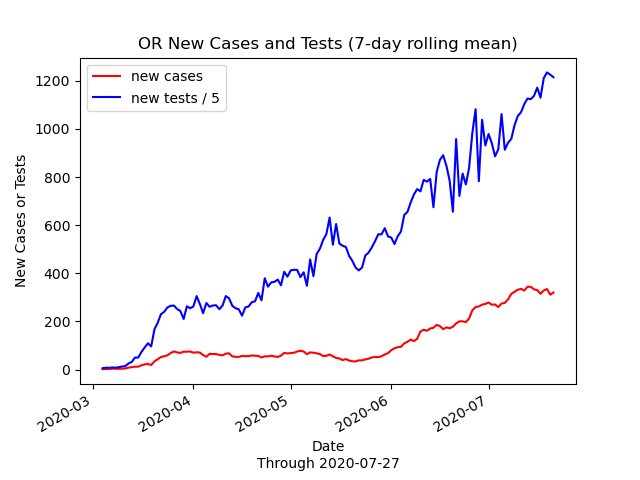 OR New Cases and Tests (7-day rolling mean)
new cases
new tests / 5
New Cases or Tests
1200
1000
800
600
400
200
0
2020-03
2020-04
2020-05
2020-06
2020-07
Date
Through 2020-07-27